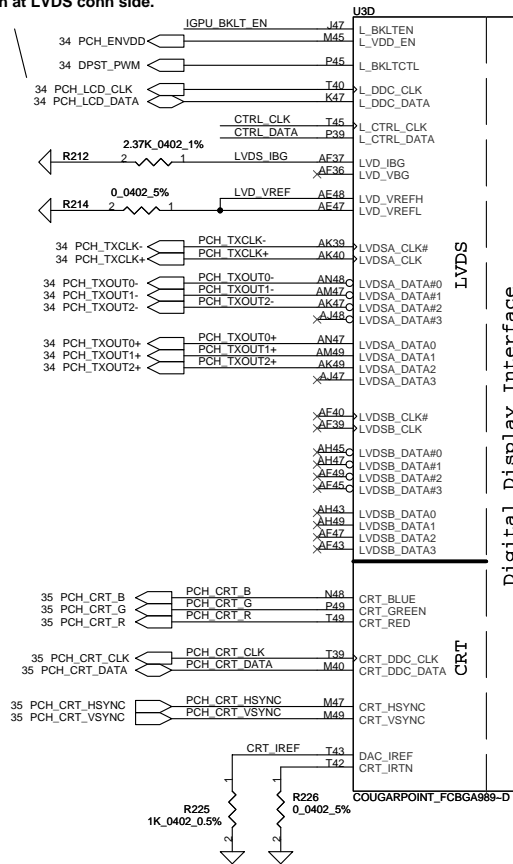 n at LVDS conn side.
U3D
IGPU_BKLT_EN J47 L_BKLTEN
34 PCH_ENVDD M45 L_VDD_EN
34 DPST_PWM P45 L_BKLTCTL
34 PCH_LCD_CLK T40 L_DDC_CLK
34 PCH_LCD_DATA K47 L_DDC_DATA
CTRL_CLK T45 L_CTRL_CLK
CTRL_DATA P39 L_CTRL_DATA
2.37K_0402_1%
R212 2 1 LVDS_IBG AF37 LVD_IBG
AF36 LVD_VBG
0_0402_5% LVD_VREF AE48 LVD_VREFH
R214 2 1 AE47 LVD_VREFL
LVDS
34 PCH_TXCLK- PCH_TXCLK- AK39 LVDSA_CLK#
34 PCH_TXCLK+ PCH_TXCLK+ AK40 LVDSA_CLK
34 PCH_TXOUT0- PCH_TXOUT0- AN48 LVDSA_DATA#0
34 PCH_TXOUT1- PCH_TXOUT1- AM47 LVDSA_DATA#1
34 PCH_TXOUT2- PCH_TXOUT2- AK47 LVDSA_DATA#2
AJ48 LVDSA_DATA#3
34 PCH_TXOUT0+ PCH_TXOUT0+ AN47 LVDSA_DATA0
34 PCH_TXOUT1+ PCH_TXOUT1+ AM49 LVDSA_DATA1
34 PCH_TXOUT2+ PCH_TXOUT2+ AK49 LVDSA_DATA2
AJ47 LVDSA_DATA3
Digital Display Interface
AF40 LVDSB_CLK#
AF39 LVDSB_CLK
AH45 LVDSB_DATA#0
AH47 LVDSB_DATA#1
AF49 LVDSB_DATA#2
AF45 LVDSB_DATA#3
AH43 LVDSB_DATA0
AH49 LVDSB_DATA1
AF47 LVDSB_DATA2
AF43 LVDSB_DATA3
35 PCH_CRT_B PCH_CRT_B N48 CRT_BLUE
35 PCH_CRT_G PCH_CRT_G P49 CRT_GREEN
35 PCH_CRT_R PCH_CRT_R T49 CRT_RED
CRT
35 PCH_CRT_CLK PCH_CRT_CLK T39 CRT_DDC_CLK
35 PCH_CRT_DATA PCH_CRT_DATA M40 CRT_DDC_DATA
35 PCH_CRT_HSYNC PCH_CRT_HSYNC M47 CRT_HSYNC
35 PCH_CRT_VSYNC PCH_CRT_VSYNC M49 CRT_VSYNC
CRT_IREF T43 DAC_IREF
T42 CRT_IRTN
1 1
COUGARPOINT_FCBGA989~D
R225 R226
1K_0402_0.5% 0_0402_5%
2 2